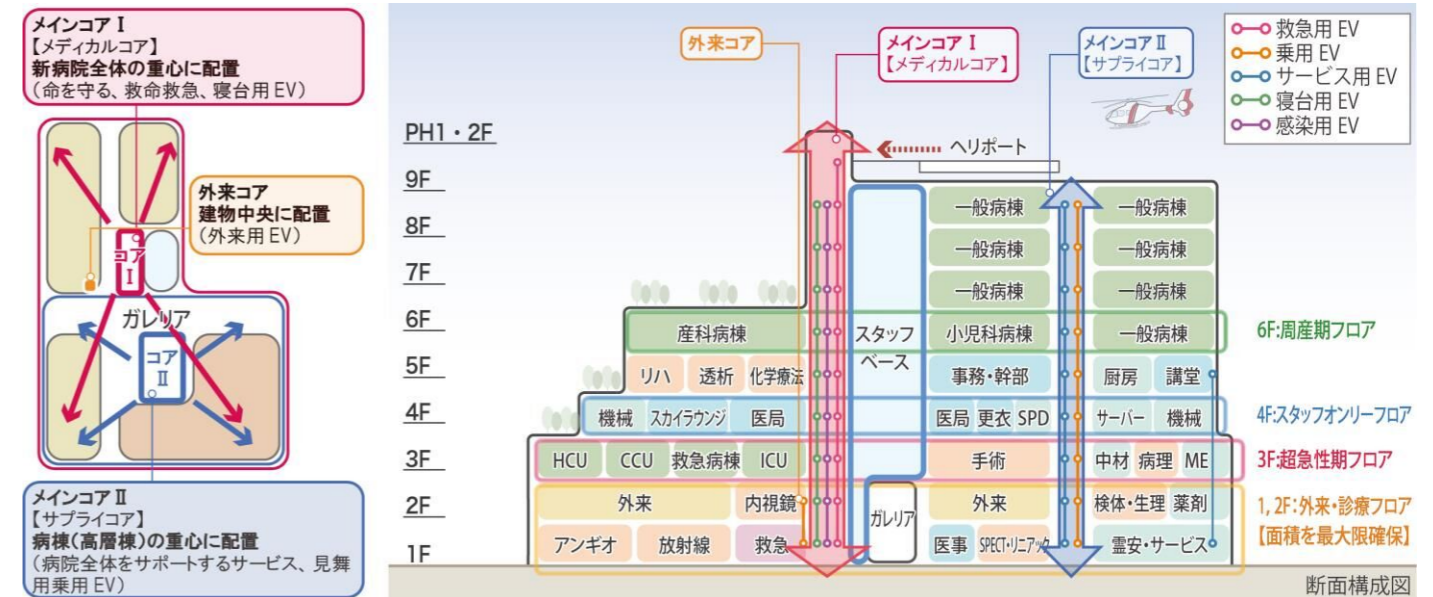 メインコアⅠ
【メディカルコア】
新病院全体の重心に配置
（命を守る、救命救急、寝台用EV）
外来コア
建物中央に配置
（外来用EV）
コア
Ⅰ
ガレリア
コア
Ⅱ
メインコアⅡ
【サプライコア】
病棟（高層棟）の重心に配置
（病院全体をサポートするサービス、見舞
用乗用EV）
外来コア
メインコアⅠ
【メディカルコア】
メインコアⅡ
【サプライコア】
救急用EV
乗用EV
サービス用EV
寝台用EV
感染用EV
PH1・2F
ヘリポート
9F
一般病棟 一般病棟
8F
一般病棟 一般病棟
7F
一般病棟 一般病棟
6F
産科病棟 スタッフ 小児科病棟 一般病棟 6F:周産期フロア
5F
リハ 透析 化学療法 ベース 事務・幹部 厨房 講堂
4F
機械 スカイラウンジ 医局 医局 更衣 SPD サーバー 機械 4F:スタッフオンリーフロア
3F
HCU CCU 救急病棟 ICU 手術 中材 病理 ME 3F:超急性期フロア
2F
外来 内視鏡 ガレリア 外来 検体・生理 薬剤 1, 2F:外来・診療フロア
【面積を最大限確保】
1F
アンギオ 放射線 救急 医事 SPECT・リニアック 霊安・サービス
断面構成図